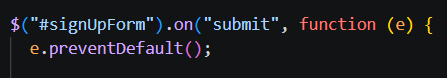 $("#signUpForm").on("submit", function (e) {
e.preventDefault();